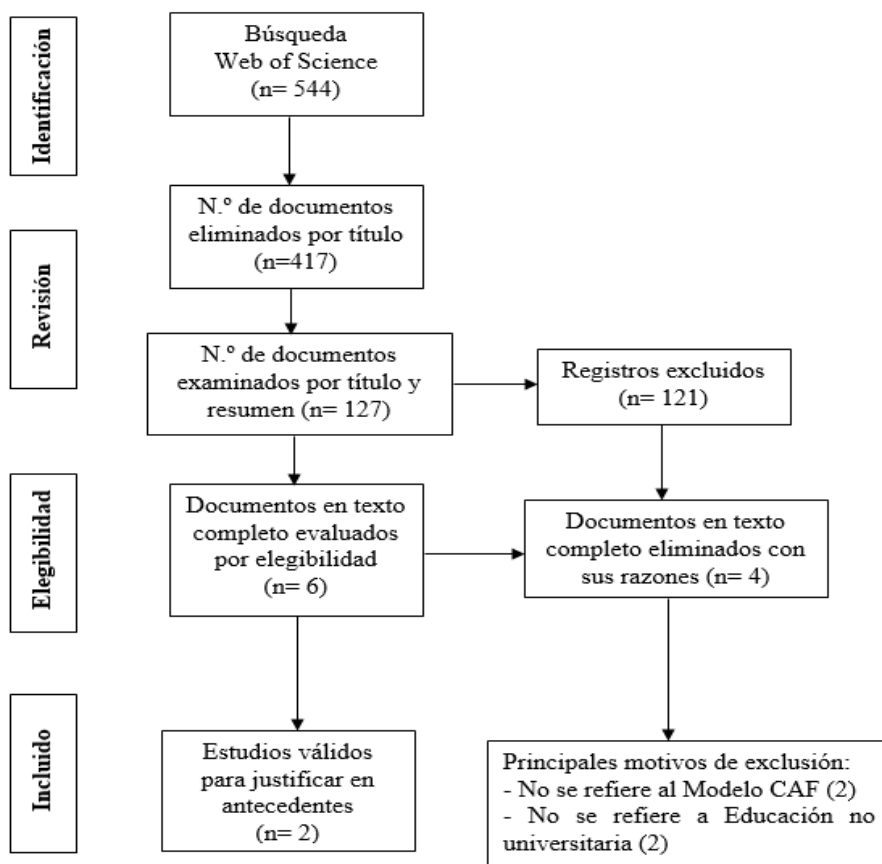 Identificación
Búsqueda
Web of Science
(n= 544)
N.º de documentos
eliminados por título
(n=417)
Revisión
N.º de documentos
examinados por título y
resumen (n= 127)
Registros excluidos
(n= 121)
Elegibilidad
Documentos en texto
completo evaluados
por elegibilidad
(n= 6)
Documentos en texto
completo eliminados con
sus razones (n= 4)
Incluido
Estudios válidos
para justificar en
antecedentes
(n= 2)
Principales motivos de exclusión:
- No se refiere al Modelo CAF (2)
- No se refiere a Educación no
universitaria (2)